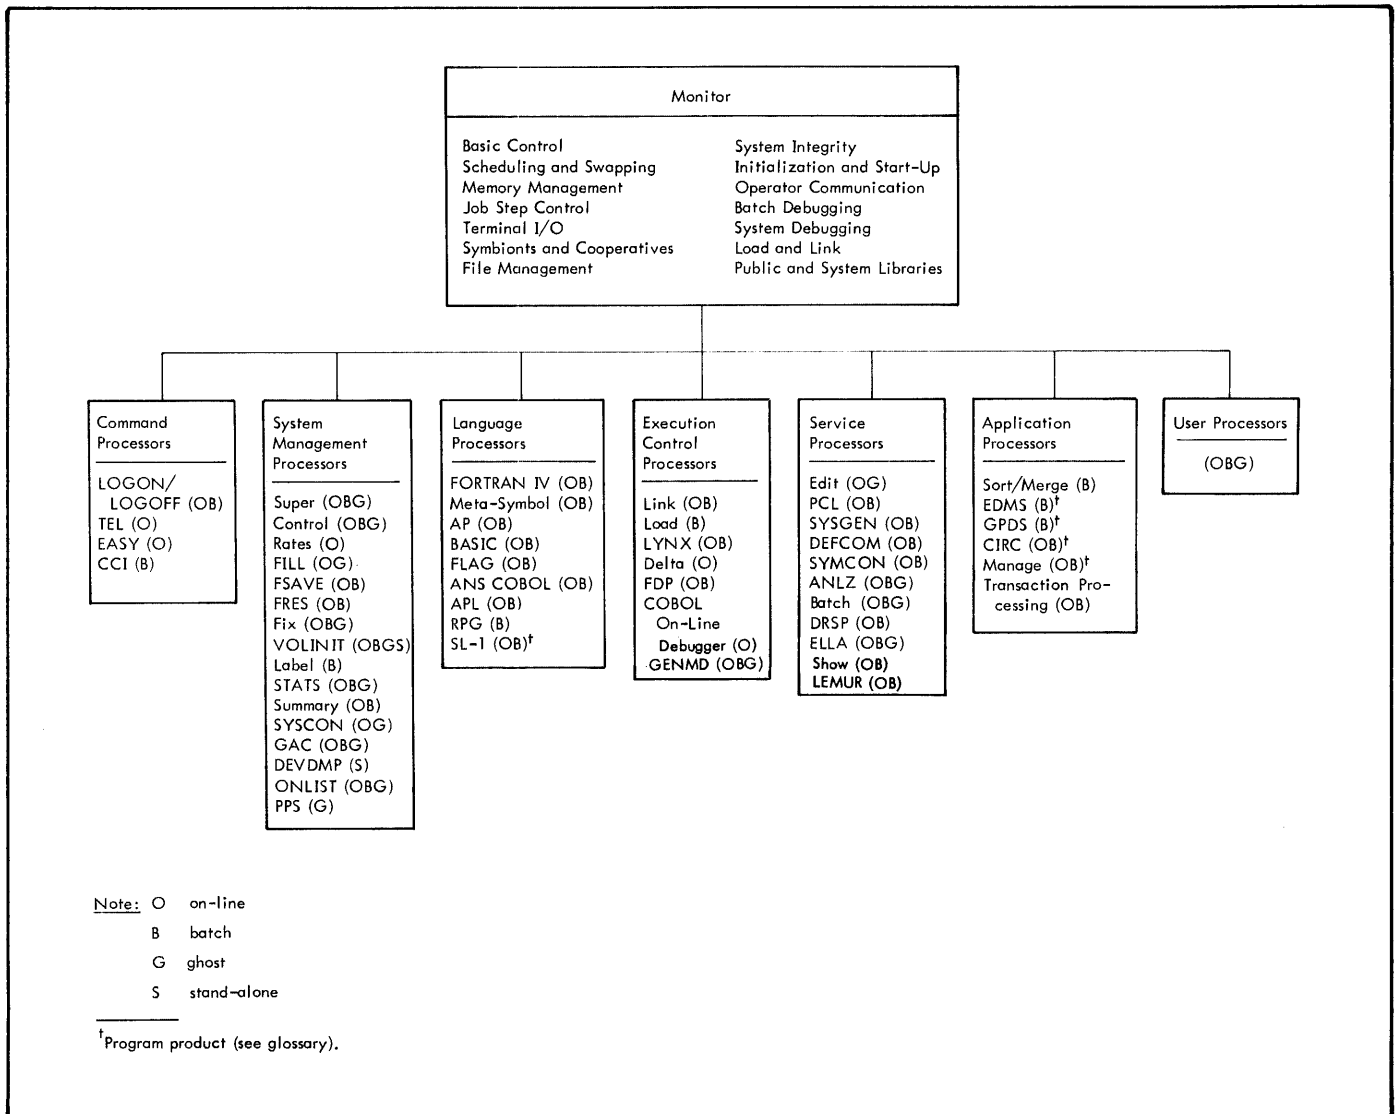 Monitor
Basic Control
Scheduling and Swapping
Memory Management
Job Step Control
Terminal I/O
Symbionts and Cooperatives
File Management
System Integrity
Initialization and Start-Up
Operator Communication
Batch Debugging
System Debugging
Load and Link
Public and System Libraries
Command
Processors
LOGON/
LOGOFF (OB)
TEL (O)
EASY (O)
CCI (B)
System
Management
Processors
Super (OBG)
Control (OBG)
Rates (O)
FILL (OG)
FSAVE (OB)
FRES (OB)
Fix (OBG)
VOLINIT (OBGS)
Label (B)
STATS (OBG)
Summary (OB)
SYSCON (OG)
GAC (OBG)
DEVDMP (S)
ONLIST (OBG)
PPS (G)
Language
Processors
FORTRAN IV (OB)
Meta-Symbol (OB)
AP (OB)
BASIC (OB)
FLAG (OB)
ANS COBOL (OB)
APL (OB)
RPG (B)
SL-1 (OB)†
Execution
Control
Processors
Link (OB)
Load (B)
LYNX (OB)
Delta (O)
FDP (OB)
COBOL
On-Line
Debugger (O)
GENMD (OBG)
Service
Processors
Edit (OG)
PCL (OB)
SYSGEN (OB)
DEFCOM (OB)
SYMCON (OB)
ANLZ (OBG)
Batch (OBG)
DRSP (OB)
ELLA (OBG)
Show (OB)
LEMUR (OB)
Application
Processors
Sort/Merge (B)
EDMS (B)†
GPDS (B)†
CIRC (OB)†
Manage (OB)†
Transaction Pro-
cessing (OB)
User Processors
(OBG)
Note: O on-line
B batch
G ghost
S stand-alone
†Program product (see glossary).